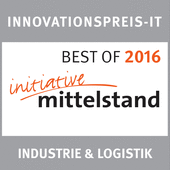 INNOVATIONSPREIS-IT
BEST OF 2016
initiative
mittelstand
INDUSTRIE & LOGISTIK